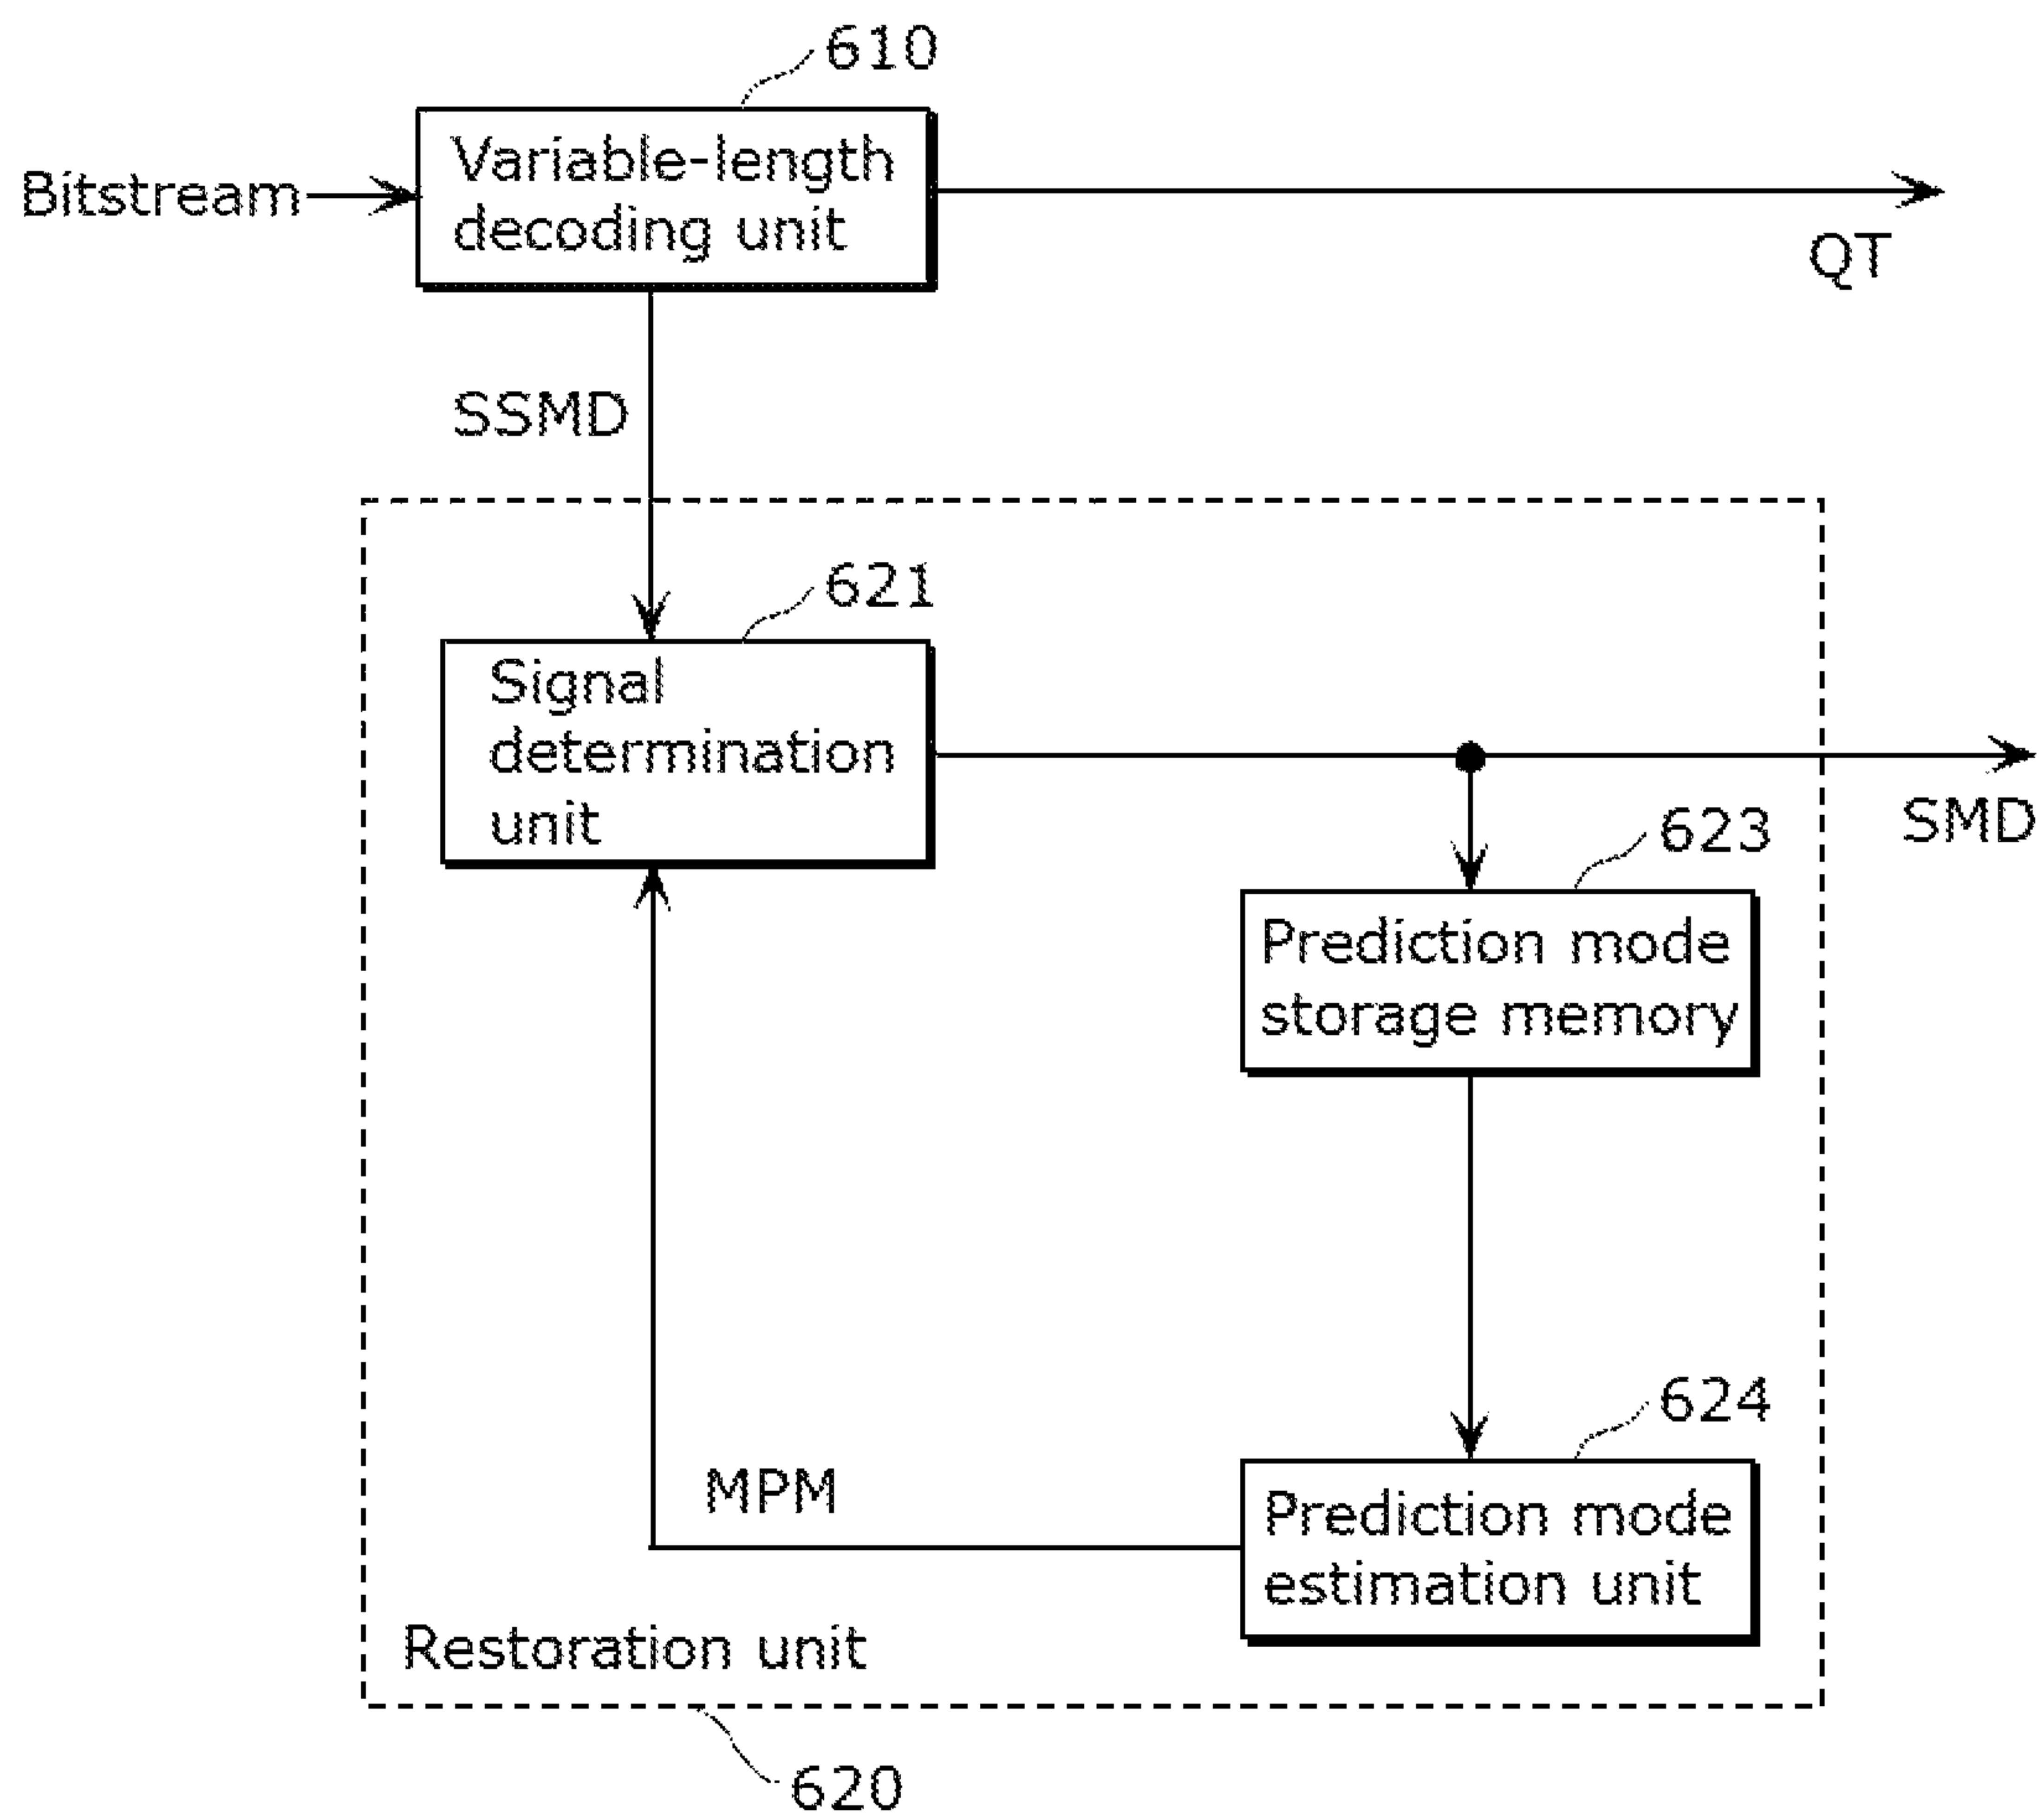 610
Variable-length
decoding unit
Bitstream
QT
SSMD
621
Signal
determination
unit
SMD
623
Prediction mode
storage memory
624
MPM
Prediction mode
estimation unit
Restoration unit
620